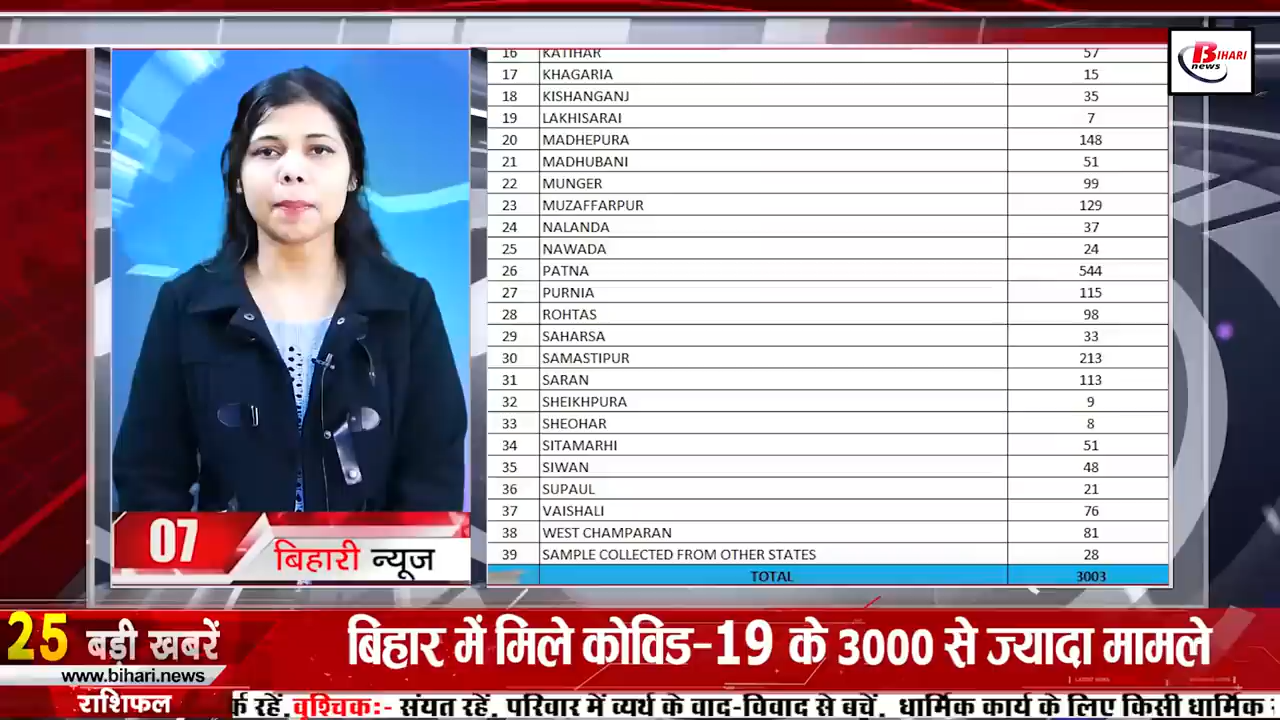 BIHARI
news
16 KATIHAR 57
17 KHAGARIA 15
18 KISHANGANJ 35
19 LAKHISARAI 7
20 MADHEPURA 148
21 MADHUBANI 51
22 MUNGER 99
23 MUZAFFARPUR 129
24 NALANDA 37
25 NAWADA 24
26 PATNA 544
27 PURNIA 115
28 ROHTAS 98
29 SAHARSA 33
30 SAMASTIPUR 213
31 SARAN 113
32 SHEIKHPURA 9
33 SHEOHAR 8
34 SITAMARHI 51
35 SIWAN 48
36 SUPAUL 21
37 VAISHALI 76
38 WEST CHAMPARAN 81
39 SAMPLE COLLECTED FROM OTHER STATES 28
TOTAL 3003
07 बिहारी न्यूज
25 बड़ी खबरें
www.bihari.news
बिहार में मिले कोविड-19 के 3000 से ज्यादा मामले
LATEST NEWS
राशिफल
रहें, वृश्चिक:- संयत रहें, परिवार में व्यर्थ के वाद-विवाद से बचें, धार्मिक कार्य के लिए किसी धार्मिक